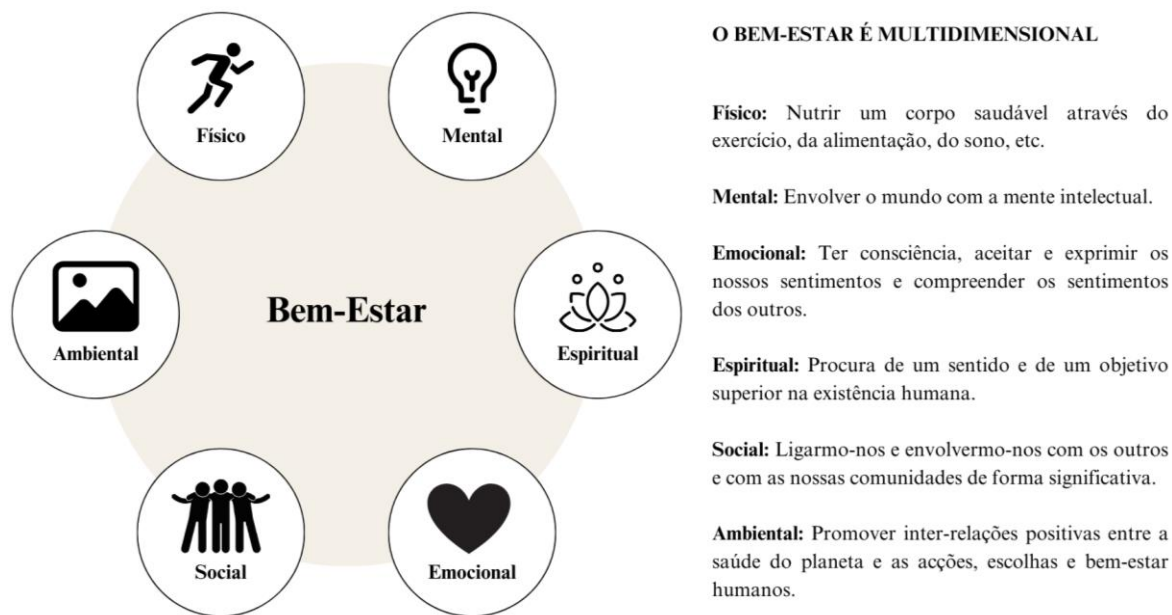 Físico
Mental
Ambiental
Bem-Estar
Espiritual
Social
Emocional
O BEM-ESTAR É MULTIDIMENSIONAL
Físico: Nutrir um corpo saudável através do
exercício, da alimentação, do sono, etc.
Mental: Envolver o mundo com a mente intelectual.
Emocional: Ter consciência, aceitar e exprimir os
nossos sentimentos e compreender os sentimentos
dos outros.
Espiritual: Procura de um sentido e de um objetivo
superior na existência humana.
Social: Ligarmo-nos e envolvermo-nos com os outros
e com as nossas comunidades de forma significativa.
Ambiental: Promover inter-relações positivas entre a
saúde do planeta e as acções, escolhas e bem-estar
humanos.